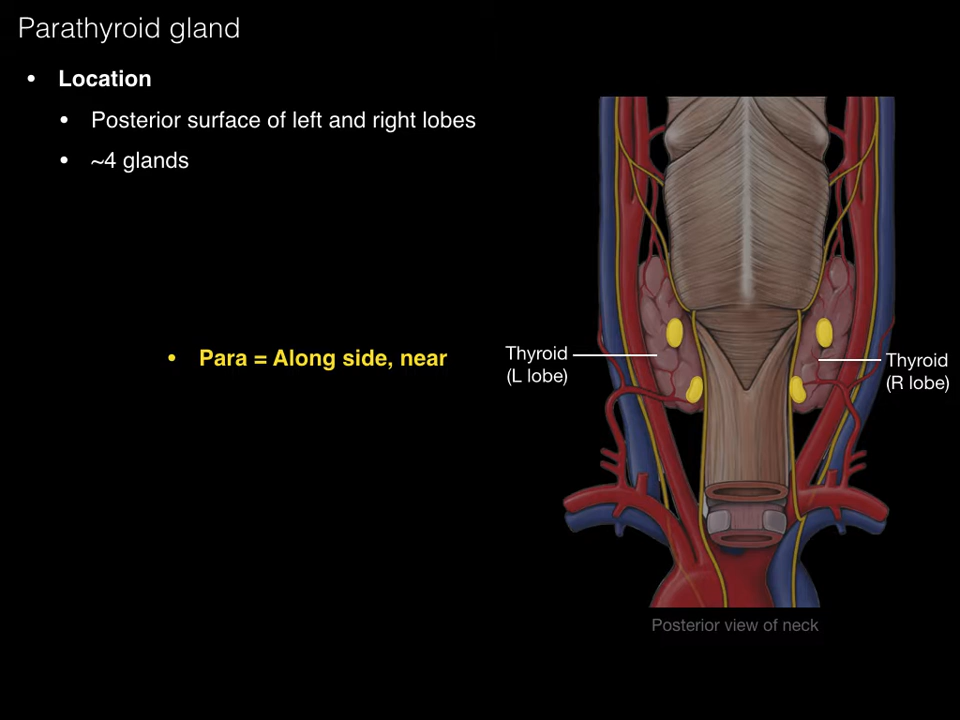 Parathyroid gland
• Location
• Posterior surface of left and right lobes
• ~4 glands
• Para = Along side, near
Thyroid
(L lobe)
Thyroid
(R lobe)
Posterior view of neck